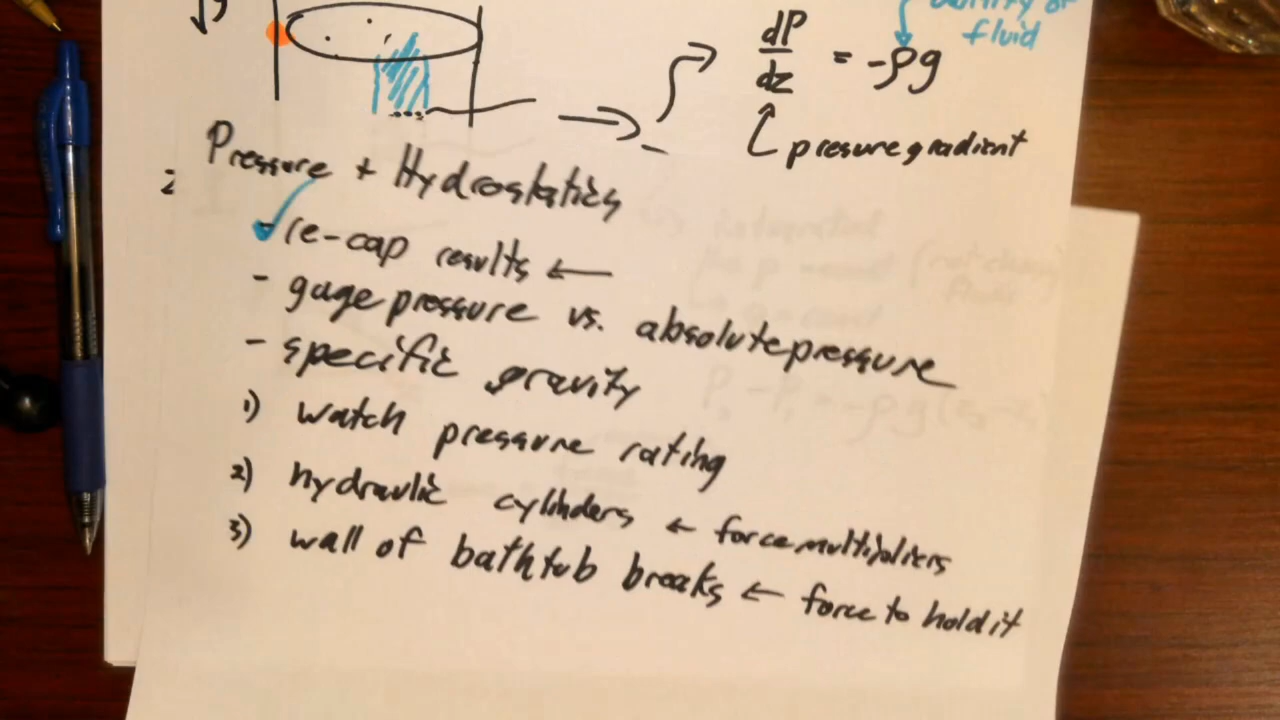 g
density of
fluid
dP
dz
= -ρg
presure gradient
Pressure + Hydrostatics
- re-cap results ←
- gage pressure vs. absolute pressure
- specific gravity
1) watch pressure rating
2) hydraulic cylinders ← force multipliers
3) wall of bathtub breaks ← force to hold it